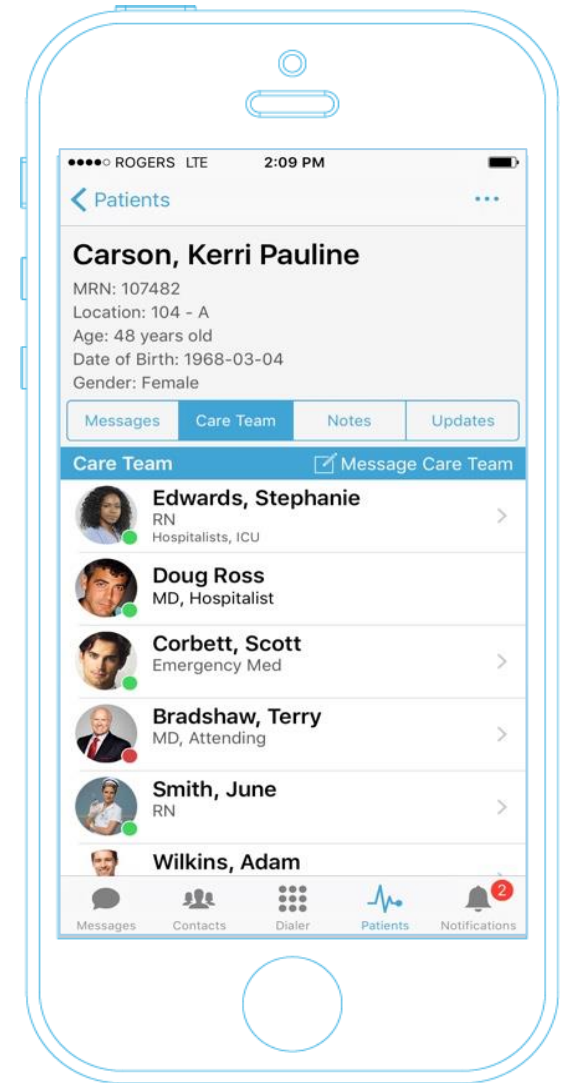 ROGERS LTE 2:09 PM
Patients ...
Carson, Kerri Pauline
MRN: 107482
Location: 104 - A
Age: 48 years old
Date of Birth: 1968-03-04
Gender: Female
Messages Care Team Notes Updates
Care Team Message Care Team
Edwards, Stephanie
RN
Hospitalists, ICU
Doug Ross
MD, Hospitalist
Corbett, Scott
Emergency Med
Bradshaw, Terry
MD, Attending
Smith, June
RN
Wilkins, Adam
2
Messages Contacts Dialer Patients Notifications